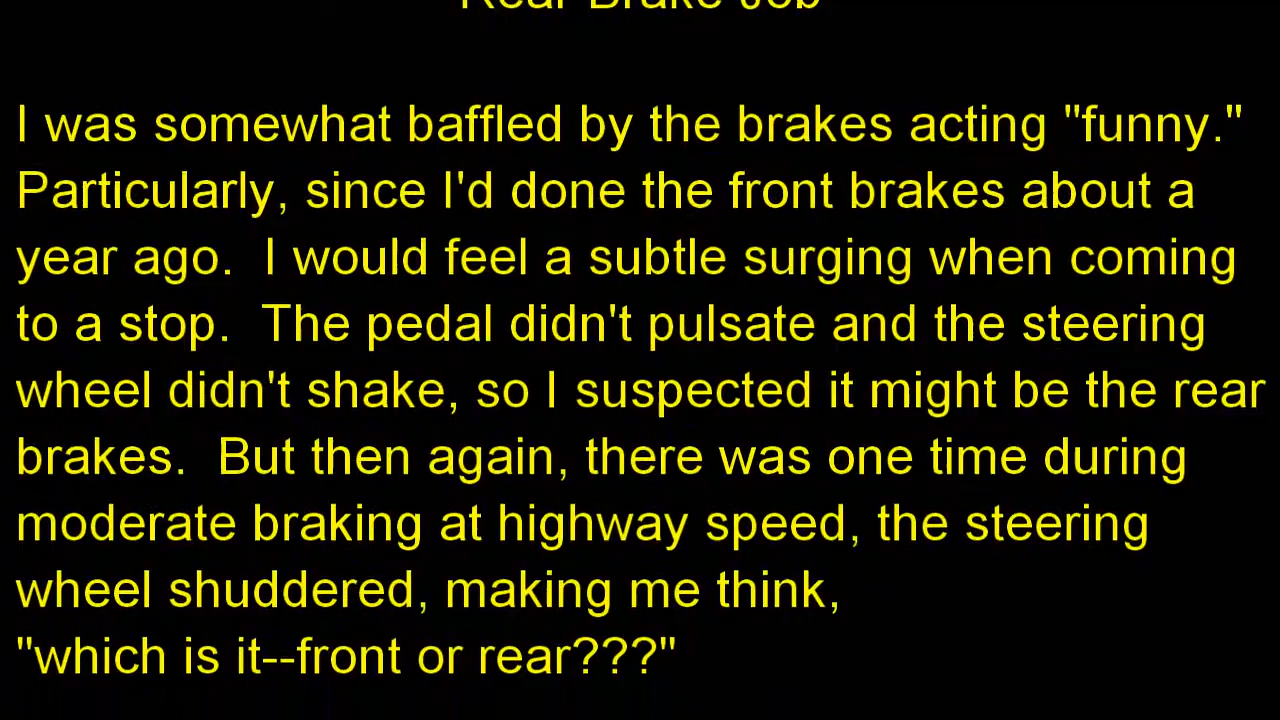 Rear Brake Job
I was somewhat baffled by the brakes acting "funny."
Particularly, since I'd done the front brakes about a
year ago.  I would feel a subtle surging when coming
to a stop.  The pedal didn't pulsate and the steering
wheel didn't shake, so I suspected it might be the rear
brakes.  But then again, there was one time during
moderate braking at highway speed, the steering
wheel shuddered, making me think,
"which is it--front or rear???"